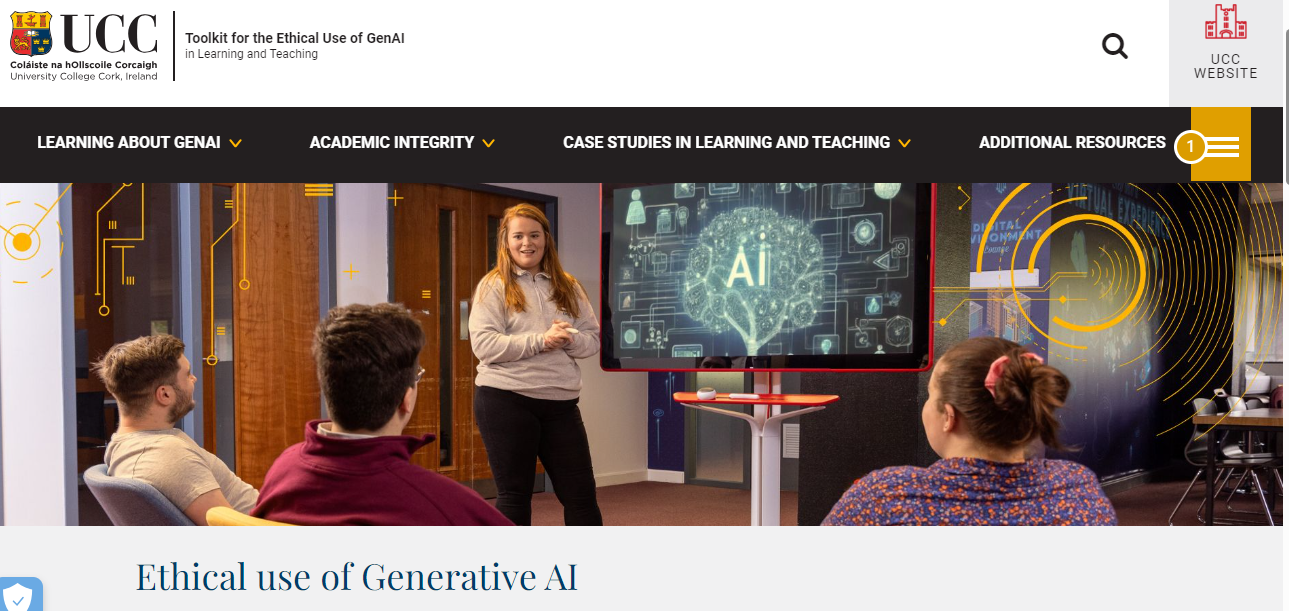 UCC
Coláiste na hOllscoile Corcaigh
University College Cork, Ireland
Toolkit for the Ethical Use of GenAI
in Learning and Teaching
UCC
WEBSITE
LEARNING ABOUT GENAI
ACADEMIC INTEGRITY
CASE STUDIES IN LEARNING AND TEACHING
ADDITIONAL RESOURCES
1
AI
DIGITAL
Ethical use of Generative AI